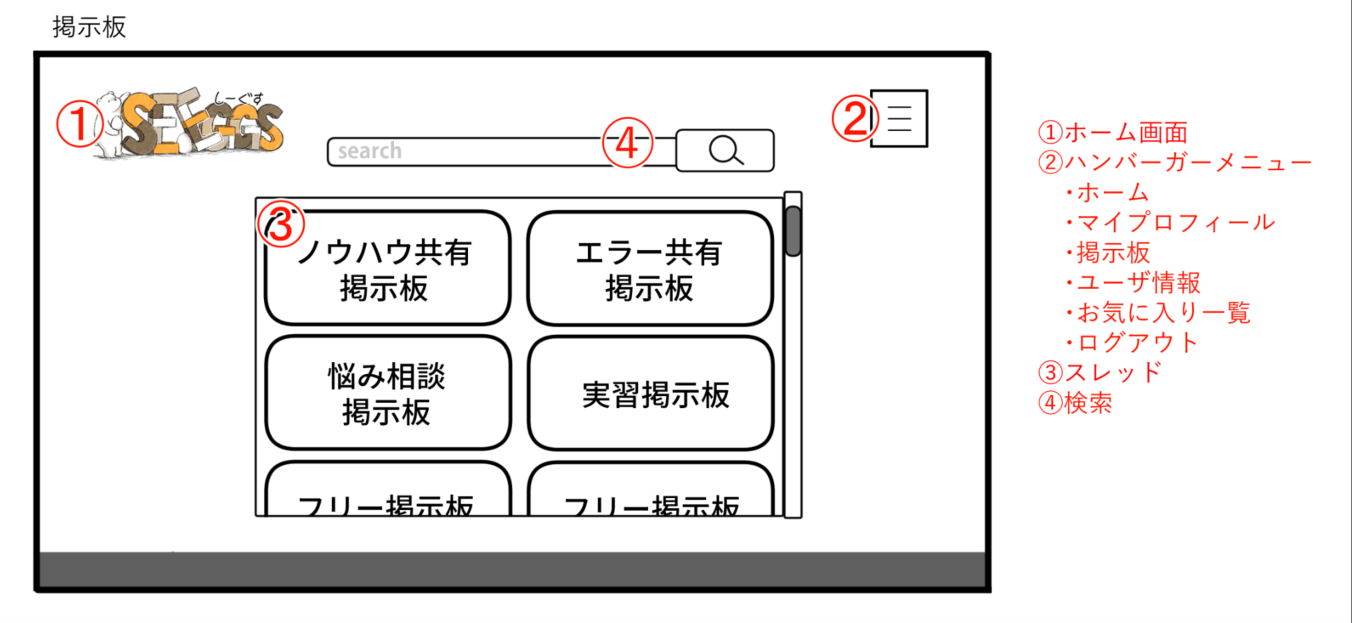 掲示板
①
しーぐす
SEE-GGS
②
search
④
③
ノウハウ共有
掲示板
エラー共有
掲示板
悩み相談
掲示板
実習掲示板
フリー掲示板
フリー掲示板
①ホーム画面
②ハンバーガーメニュー
・ホーム
・マイプロフィール
・掲示板
・ユーザ情報
・お気に入り一覧
・ログアウト
③スレッド
④検索